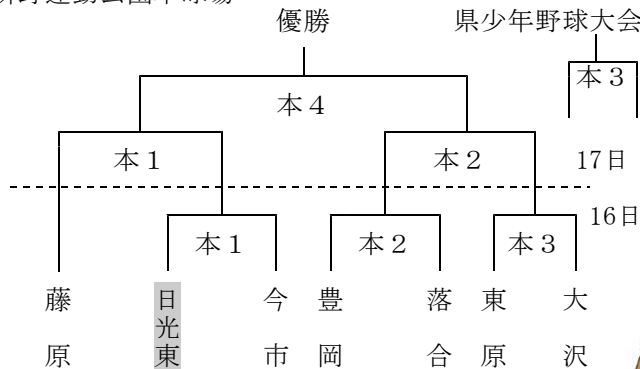 優勝 県少年野球大会
本３
本４
本１ 本２ 17日
16日
本１ 本２ 本３
藤原 日光東 今市 豊岡 落合 東原 大沢